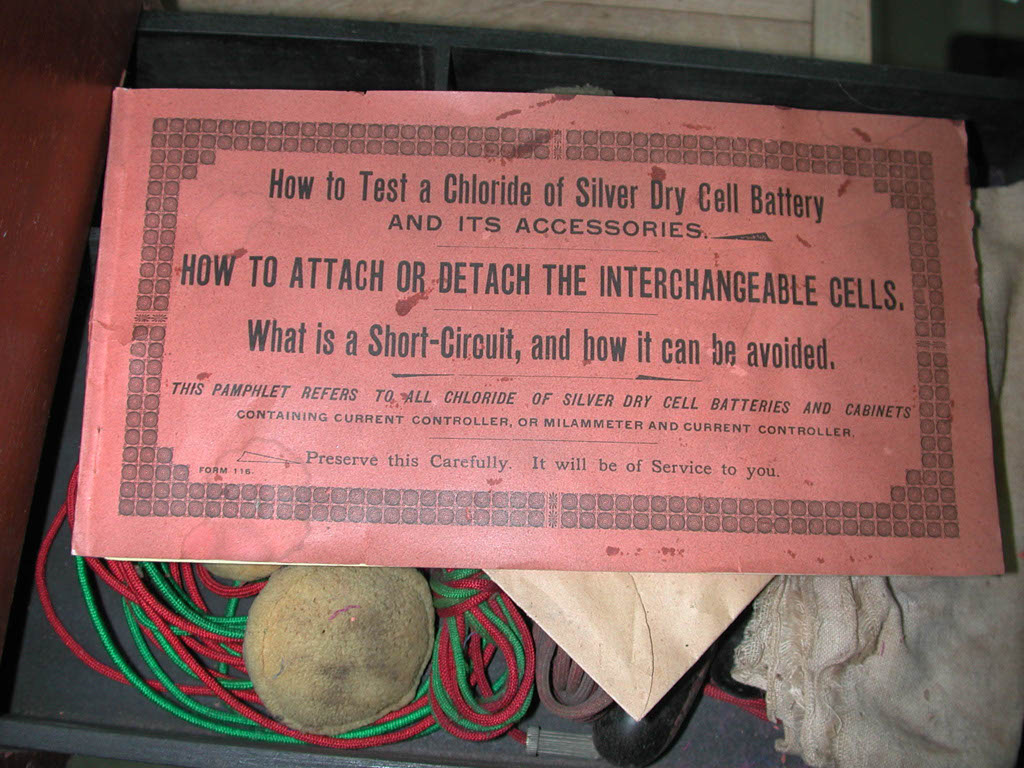 How to Test a Chloride of Silver Dry Cell Battery
AND ITS ACCESSORIES.
HOW TO ATTACH OR DETACH THE INTERCHANGEABLE CELLS.
What is a Short-Circuit, and how it can be avoided.
THIS PAMPHLET REFERS TO ALL CHLORIDE OF SILVER DRY CELL BATTERIES AND CABINETS
CONTAINING CURRENT CONTROLLER, OR MILAMMETER AND CURRENT CONTROLLER.
Preserve this Carefully. It will be of Service to you.
FORM 116.